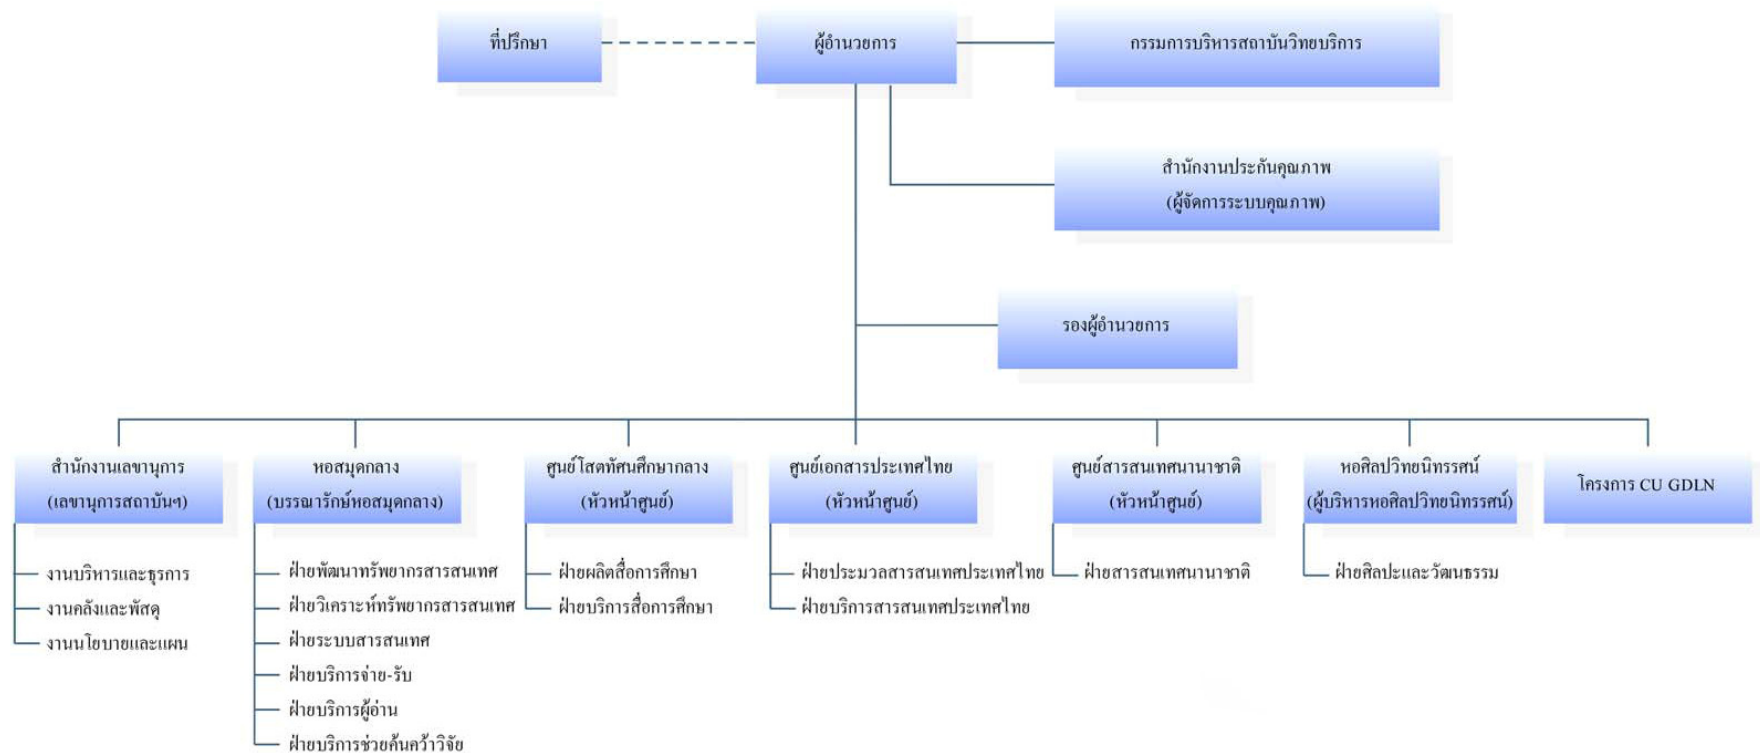 ที่ปรึกษา
ผู้อำนวยการ
กรรมการบริหารสถาบันวิทยบริการ
สำนักงานประกันคุณภาพ
(ผู้จัดการระบบคุณภาพ)
รองผู้อำนวยการ
สำนักงานเลขานุการ
(เลขานุการสถาบันฯ)
งานบริหารและธุรการ
งานคลังและพัสดุ
งานนโยบายและแผน
หอสมุดกลาง
(บรรณารักษ์หอสมุดกลาง)
ฝ่ายพัฒนาทรัพยากรสารสนเทศ
ฝ่ายวิเคราะห์ทรัพยากรสารสนเทศ
ฝ่ายระบบสารสนเทศ
ฝ่ายบริการจ่าย-รับ
ฝ่ายบริการผู้อ่าน
ฝ่ายบริการช่วยค้นคว้าวิจัย
ศูนย์โสตทัศนศึกษากลาง
(หัวหน้าศูนย์)
ฝ่ายผลิตสื่อการศึกษา
ฝ่ายบริการสื่อการศึกษา
ศูนย์เอกสารประเทศไทย
(หัวหน้าศูนย์)
ฝ่ายประมวลสารสนเทศประเทศไทย
ฝ่ายบริการสารสนเทศประเทศไทย
ศูนย์สารสนเทศนานาชาติ
(หัวหน้าศูนย์)
ฝ่ายสารสนเทศนานาชาติ
หอศิลปวิทยนิทรรศน์
(ผู้บริหารหอศิลปวิทยนิทรรศน์)
ฝ่ายศิลปะและวัฒนธรรม
โครงการ CU GDLN